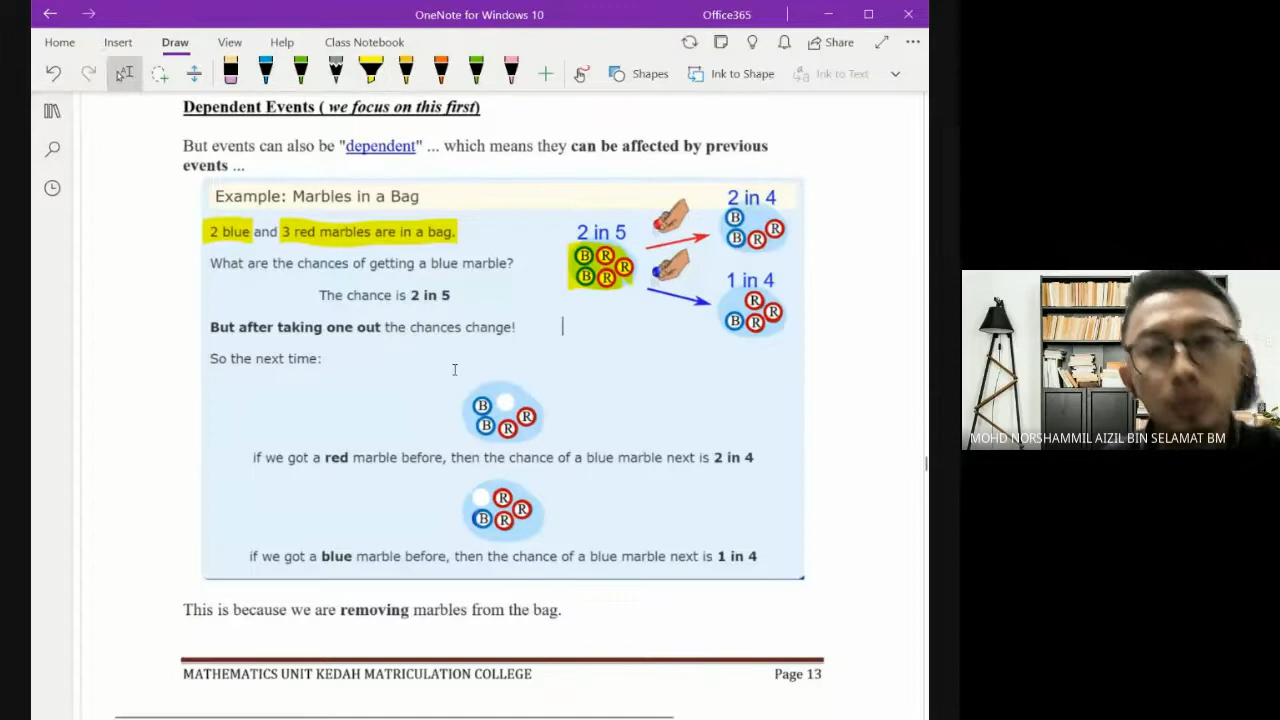 OneNote for Windows 10
Office365
Home
Insert
Draw
View
Help
Class Notebook
Share
Shapes
Ink to Shape
Ink to Text
Dependent Events ( we focus on this first)
But events can also be "dependent" ... which means they can be affected by previous
events ...
Example: Marbles in a Bag
2 blue and 3 red marbles are in a bag.
What are the chances of getting a blue marble?
The chance is 2 in 5
But after taking one out the chances change!
So the next time:
2 in 5
B R
R
B R
2 in 4
B
R
B R
1 in 4
R
R
B R
B
R
B R
if we got a red marble before, then the chance of a blue marble next is 2 in 4
R
R
B R
if we got a blue marble before, then the chance of a blue marble next is 1 in 4
This is because we are removing marbles from the bag.
MATHEMATICS UNIT KEDAH MATRICULATION COLLEGE
Page 13
MOHD NORSHAMMIL AIZIL BIN SELAMAT BM